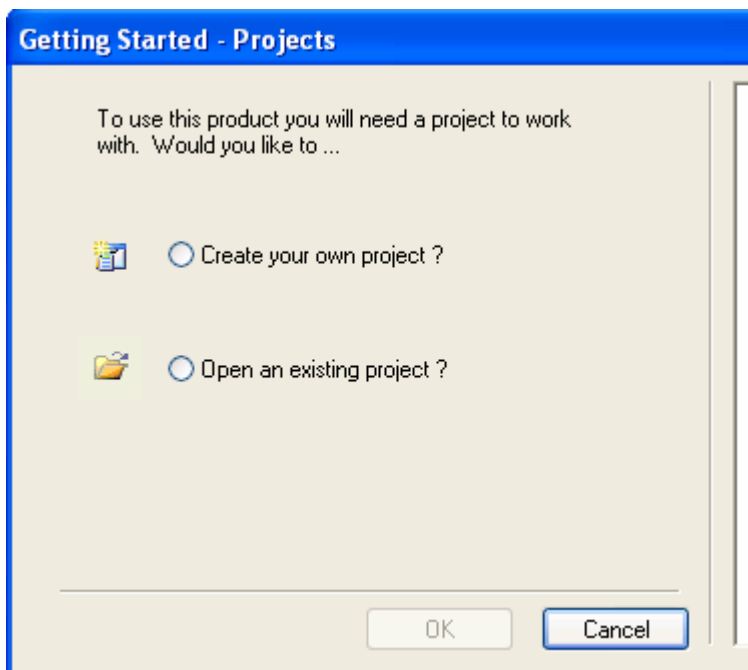 Getting Started - Projects
To use this product you will need a project to work
with. Would you like to ...
Create your own project ?
Open an existing project ?
OK
Cancel